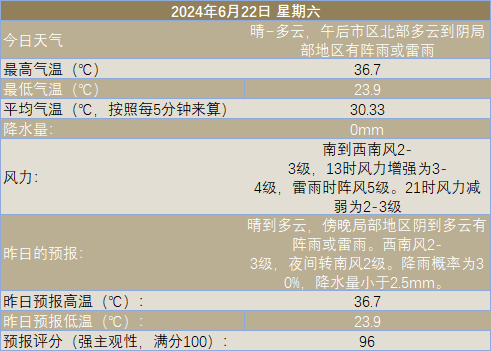 2024年6月22日 星期六
今日天气
晴-多云，午后市区北部多云到阴局
部地区有阵雨或雷雨
最高气温（℃）
36.7
最低气温（℃）
23.9
平均气温（℃，按照每5分钟来算）
30.33
降水量：
0mm
风力：
南到西南风2-
3级，13时风力增强为3-
4级，雷雨时阵风5级。21时风力减
弱为2-3级
昨日的预报：
晴到多云，傍晚局部地区阴到多云有
阵雨或雷雨。西南风2-
3级，夜间转南风2级。降雨概率为3
0%，降水量小于2.5mm。
昨日预报高温（℃）：
36.7
昨日预报低温（℃）：
23.9
预报评分（强主观性，满分100）：
96